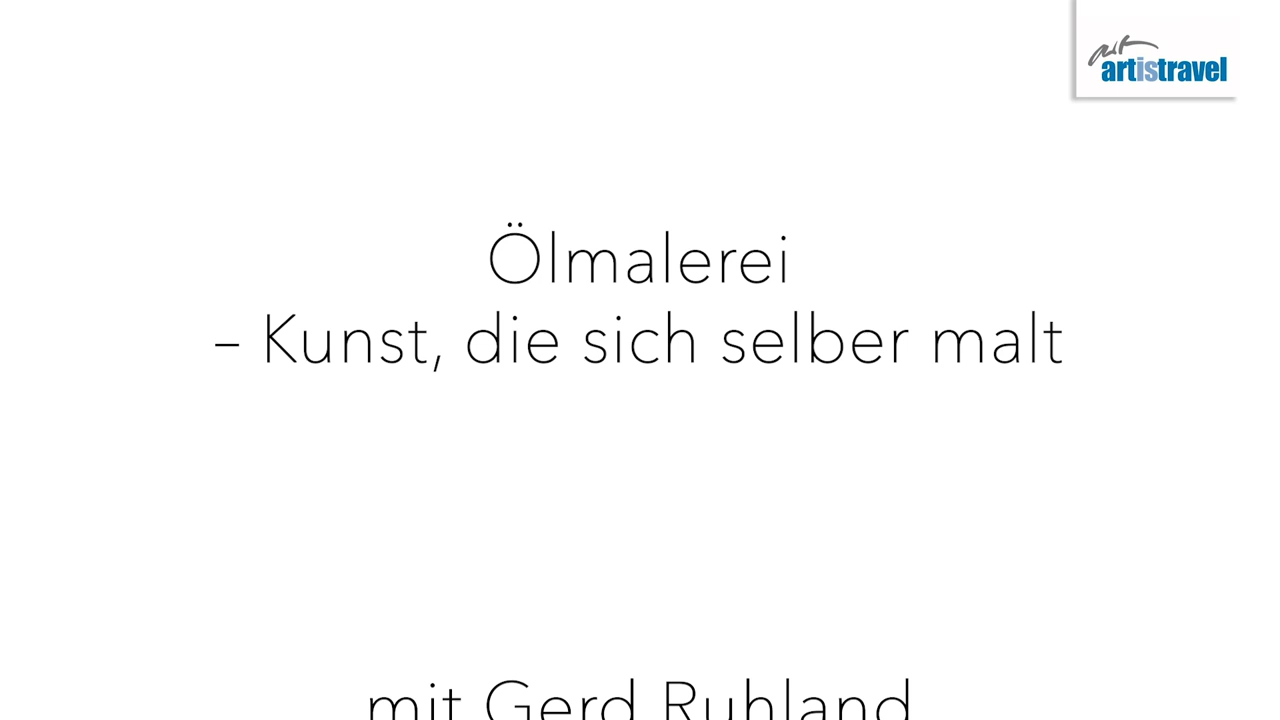 artistravel
Ölmalerei
– Kunst, die sich selber malt
mit Gerd Ruhland